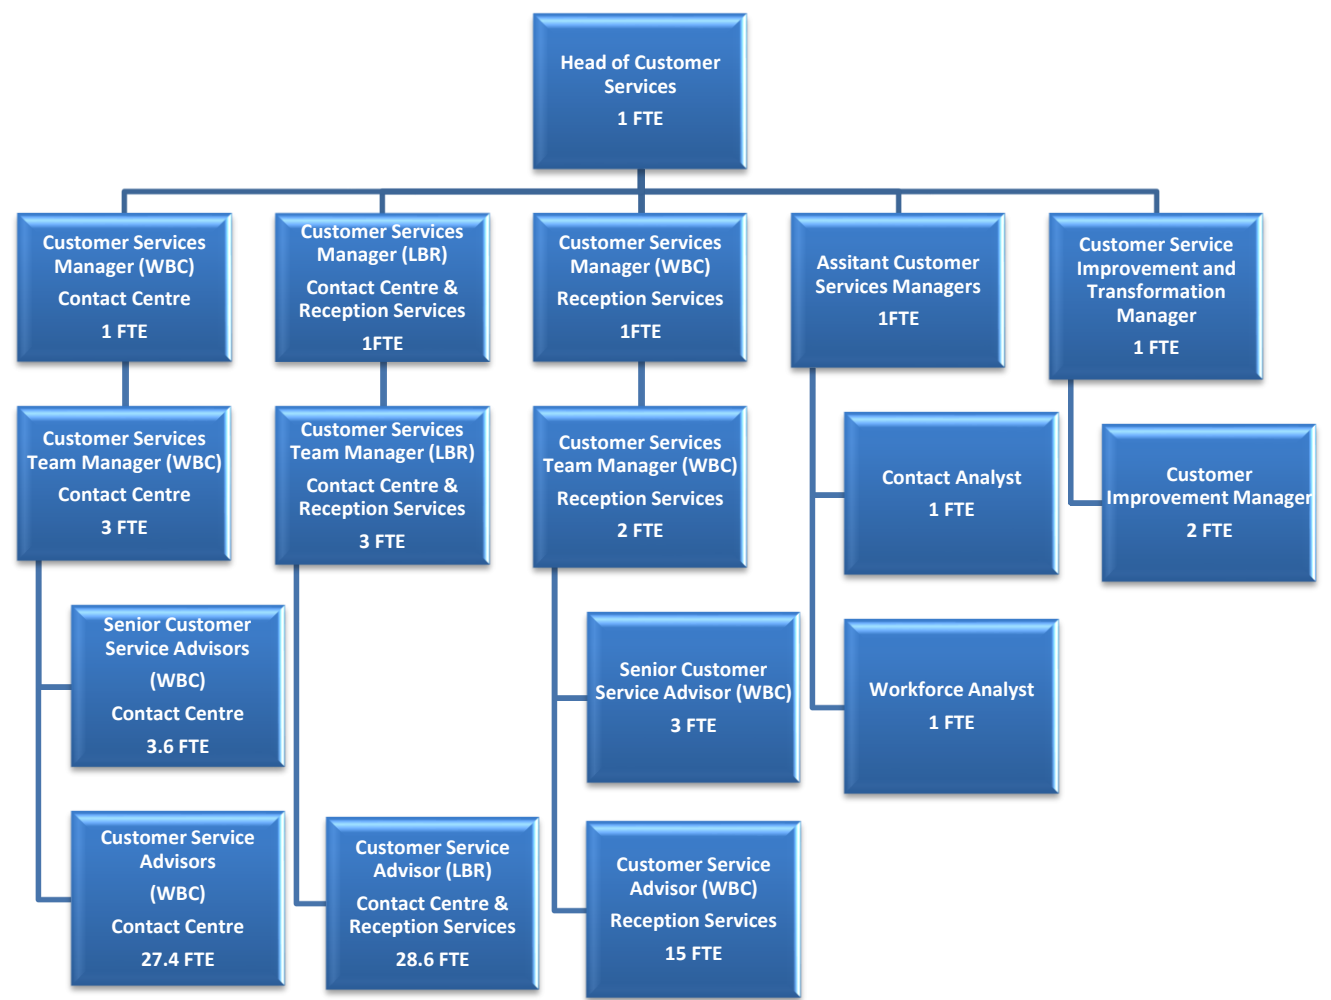 Head of Customer
Services
1 FTE
Customer Services
Manager (WBC)
Contact Centre
1 FTE
Customer Services
Manager (LBR)
Contact Centre &
Reception Services
1FTE
Customer Services
Manager (WBC)
Reception Services
1FTE
Assitant Customer
Services Managers
1FTE
Customer Service
Improvement and
Transformation
Manager
1 FTE
Customer Services
Team Manager (WBC)
Contact Centre
3 FTE
Customer Services
Team Manager (LBR)
Contact Centre &
Reception Services
3 FTE
Customer Services
Team Manager (WBC)
Reception Services
2 FTE
Contact Analyst
1 FTE
Customer
Improvement Manager
2 FTE
Senior Customer
Service Advisors
(WBC)
Contact Centre
3.6 FTE
Senior Customer
Service Advisor (WBC)
3 FTE
Workforce Analyst
1 FTE
Customer Service
Advisors
(WBC)
Contact Centre
27.4 FTE
Customer Service
Advisor (LBR)
Contact Centre &
Reception Services
28.6 FTE
Customer Service
Advisor (WBC)
Reception Services
15 FTE